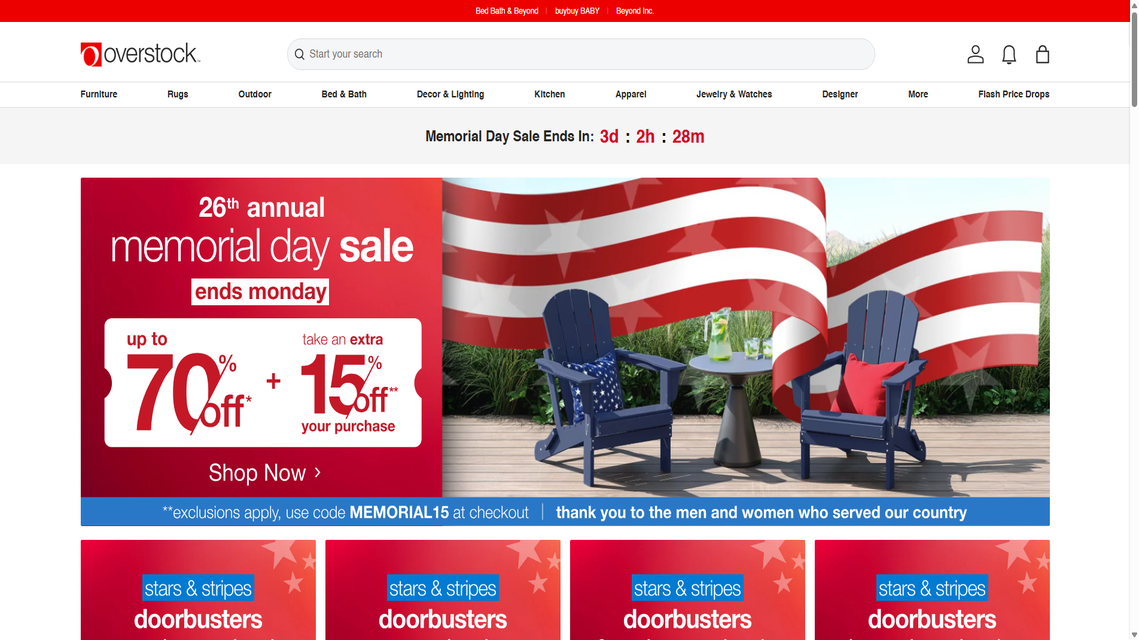 Bed Bath & Beyond | buybuy BABY | Beyond Inc.
overstock™
Start your search
Furniture Rugs Outdoor Bed & Bath Decor & Lighting Kitchen Apparel Jewelry & Watches Designer More Flash Price Drops
Memorial Day Sale Ends In: 3d : 2h : 28m
26th annual
memorial day sale
ends monday
up to
70% off*
+
take an extra
15% off**
your purchase
Shop Now ›
**exclusions apply, use code MEMORIAL15 at checkout | thank you to the men and women who served our country
stars & stripes
doorbusters
stars & stripes
doorbusters
stars & stripes
doorbusters
stars & stripes
doorbusters